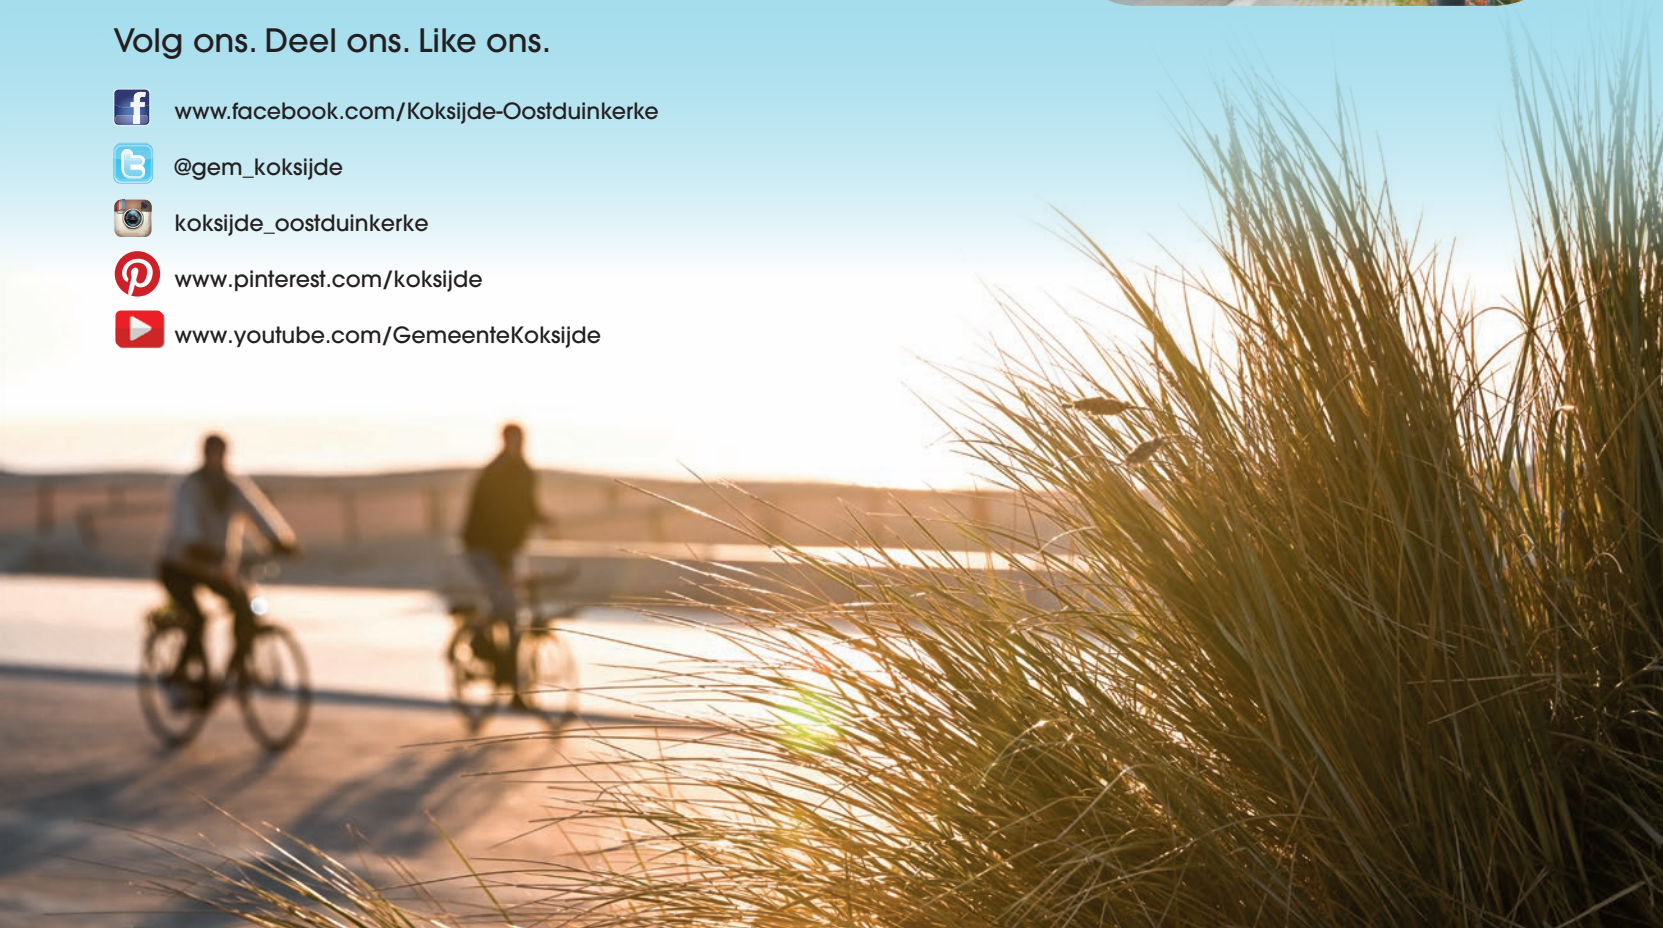 Volg ons. Deel ons. Like ons.
www.facebook.com/Koksijde-Oostduinkerke
@gem_koksijde
koksijde_oostduinkerke
www.pinterest.com/koksijde
www.youtube.com/GemeenteKoksijde